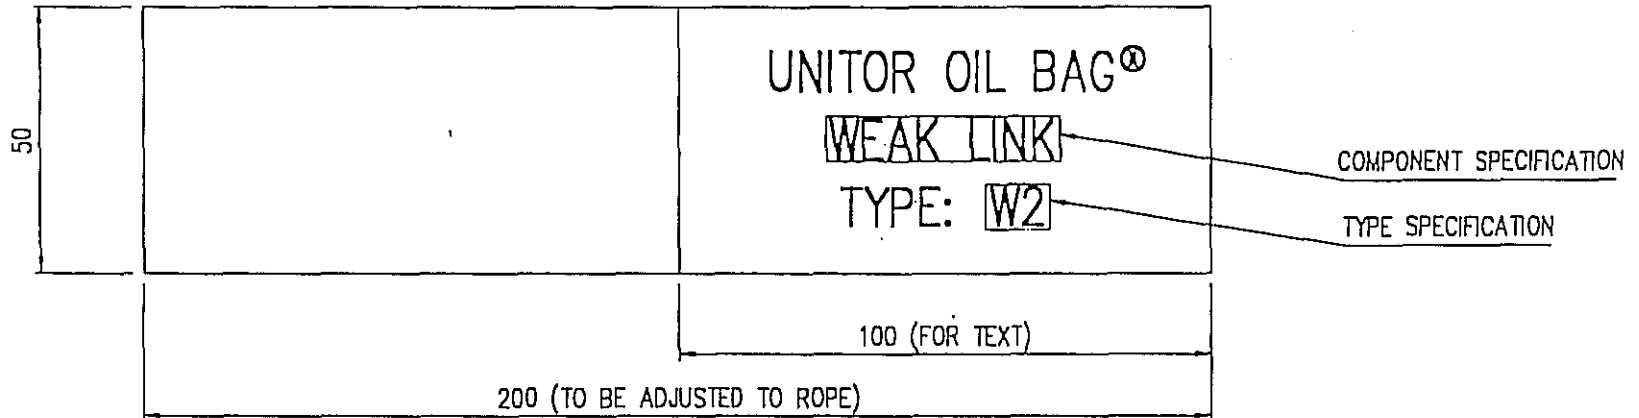 UNITOR OIL BAG®
WEAK LINK
TYPE: W2
COMPONENT SPECIFICATION
TYPE SPECIFICATION
50
100 (FOR TEXT)
200 (TO BE ADJUSTED TO ROPE)